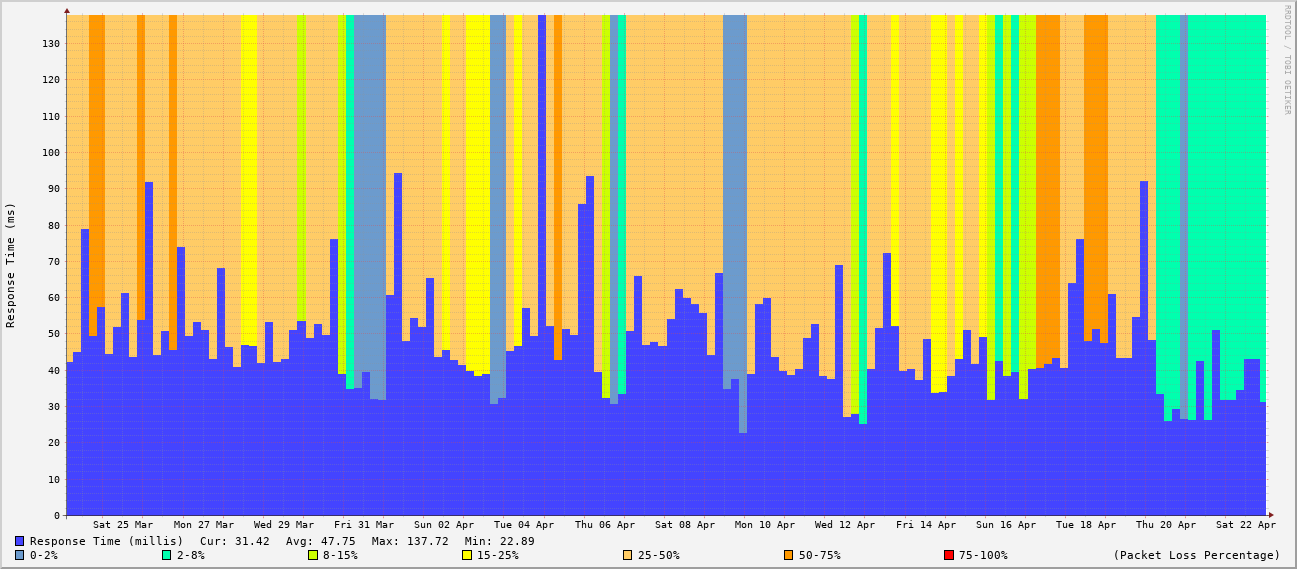 RRDTOOL / TOBI OETIKER
Response Time (ms)
130
120
110
100
90
80
70
60
50
40
30
20
10
0
Sat 25 Mar Mon 27 Mar Wed 29 Mar Fri 31 Mar Sun 02 Apr Tue 04 Apr Thu 06 Apr Sat 08 Apr Mon 10 Apr Wed 12 Apr Fri 14 Apr Sun 16 Apr Tue 18 Apr Thu 20 Apr Sat 22 Apr
Response Time (millis) Cur: 31.42 Avg: 47.75 Max: 137.72 Min: 22.89
0-2% 2-8% 8-15% 15-25% 25-50% 50-75% 75-100% (Packet Loss Percentage)